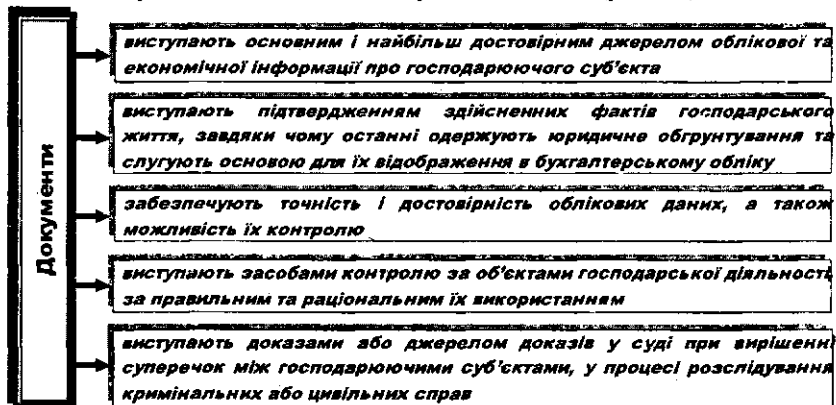 Документи
виступають основним і найбільш достовірним джерелом облікової та
економічної інформації про господарюючого суб'єкта
виступають підтвердженням здійсненних фактів господарського
життя, завдяки чому останні одержують юридичне обгрунтування та
слугують основою для їх відображення в бухгалтерському обліку
забезпечують точність і достовірність облікових даних, а також
можливість їх контролю
виступають засобами контролю за об'єктами господарської діяльності,
за правильним та раціональним їх використанням
виступають доказами або джерелом доказів у суді при вирішенні
суперечок між господарюючими суб'єктами, у процесі розслідування
кримінальних або цивільних справ